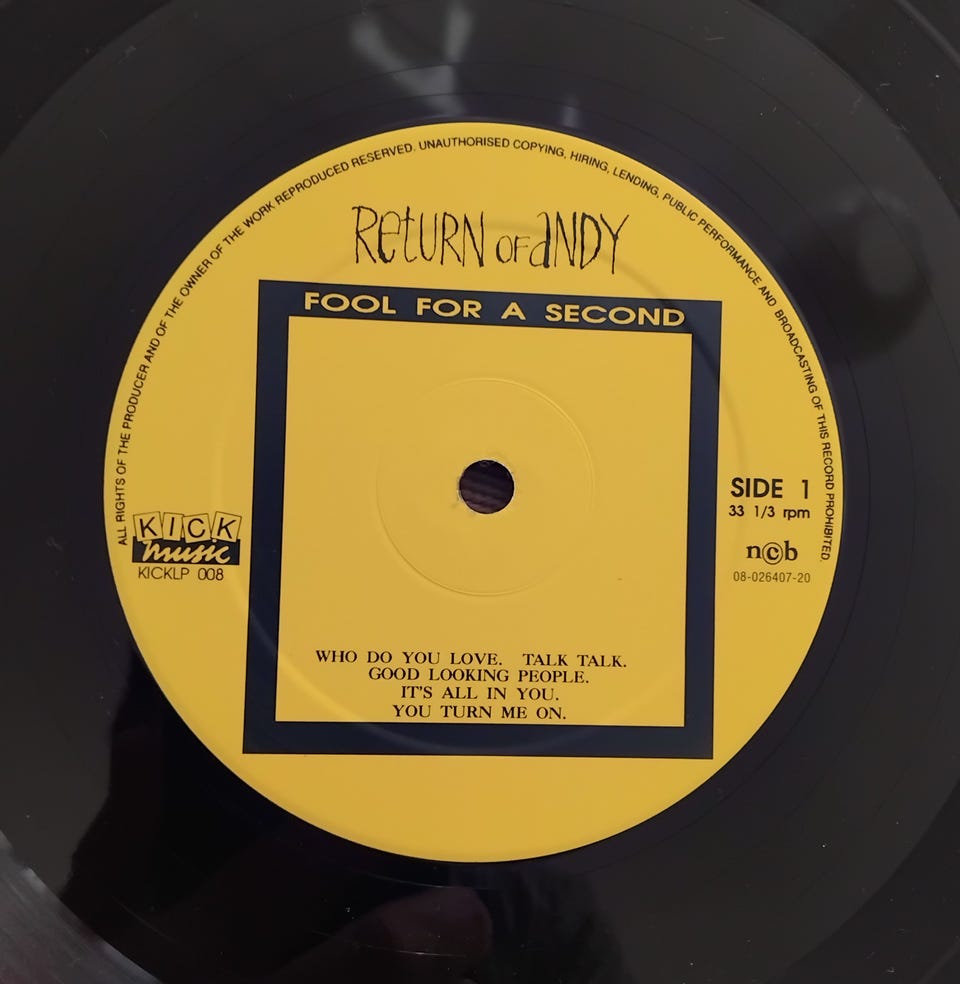 ALL RIGHTS OF THE PRODUCER AND OF THE OWNER OF THE WORK REPRODUCED RESERVED. UNAUTHORISED COPYING, HIRING, LENDING, PUBLIC PERFORMANCE AND BROADCASTING OF THIS RECORD PROHIBITED.
RETURN OF ANDY
FOOL FOR A SECOND
SIDE 1
33 1/3 rpm
KICK
music
KICKLP 008
n©b
08-026407-20
WHO DO YOU LOVE. TALK TALK.
GOOD LOOKING PEOPLE.
IT'S ALL IN YOU.
YOU TURN ME ON.